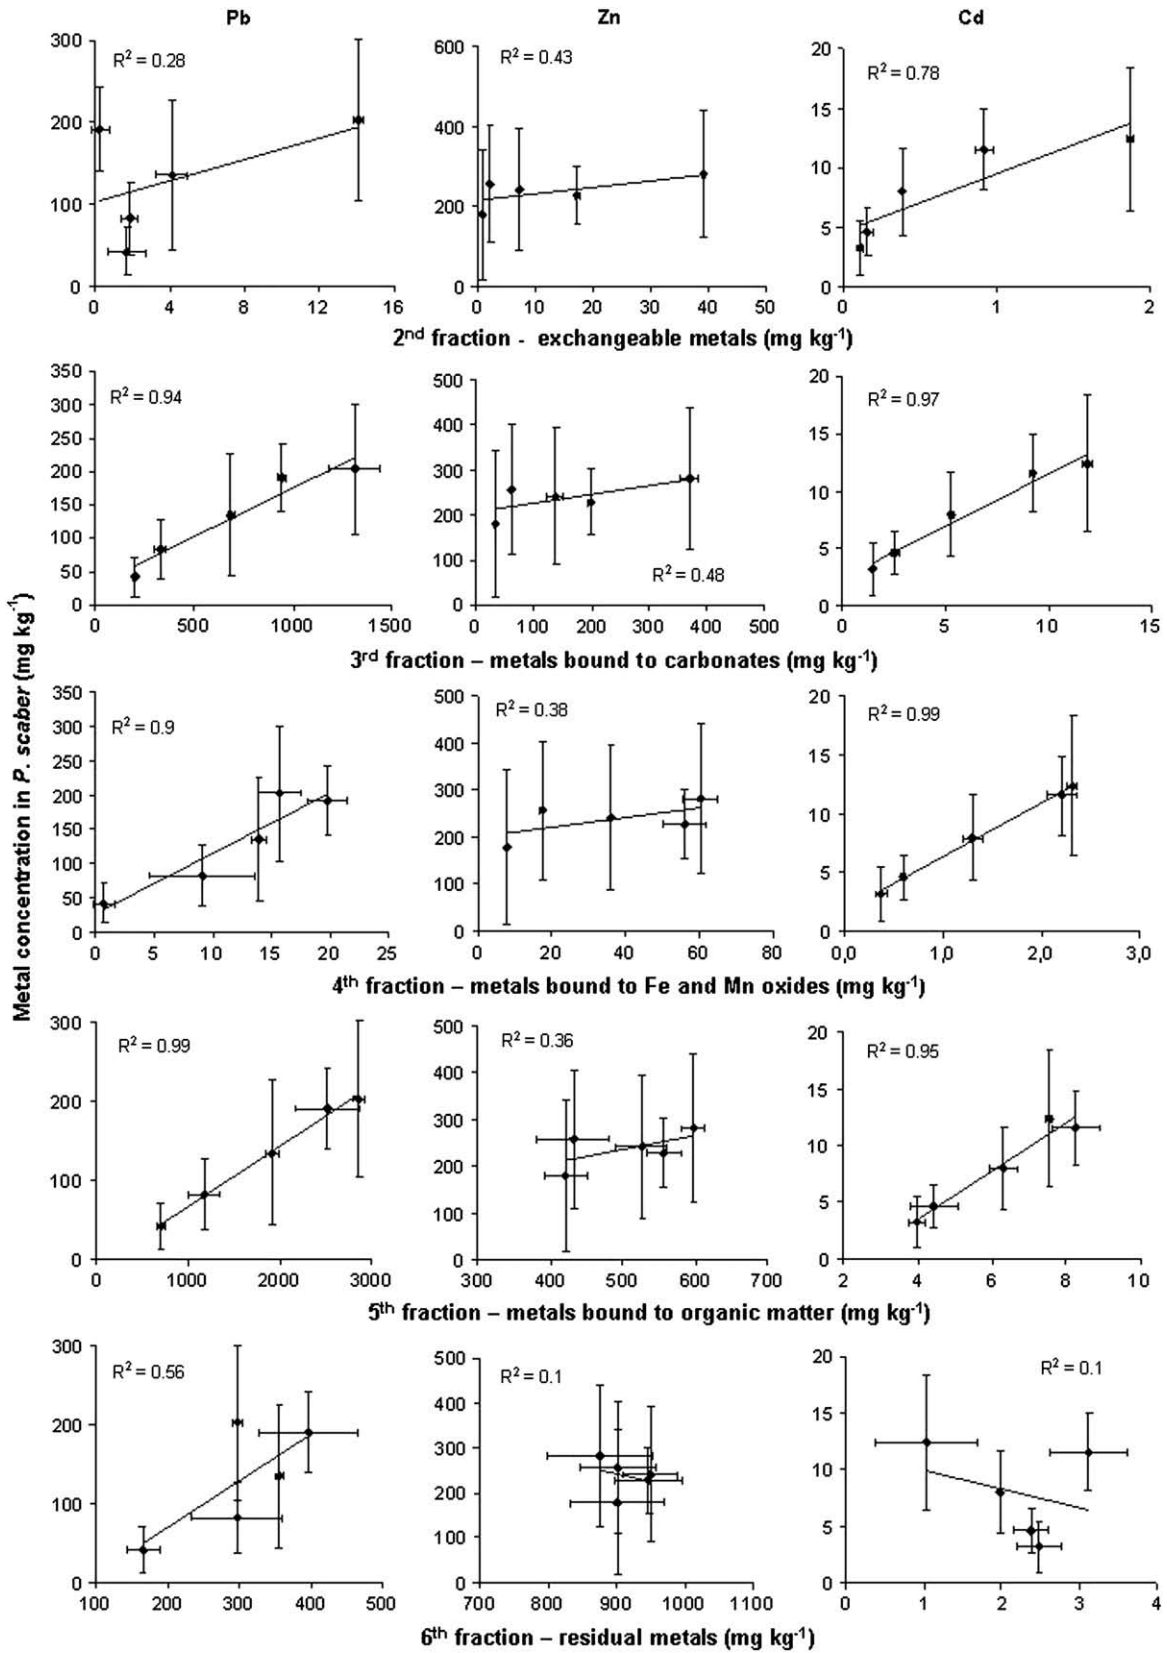 Pb Zn Cd
300 200 100 0
R² = 0.28
0 4 8 12 16
600 400 200 0
R² = 0.43
0 10 20 30 40 50
20 15 10 5 0
R² = 0.78
0 1 2
2nd fraction - exchangeable metals (mg kg-1)
350 300 250 200 150 100 50 0
R² = 0.94
0 500 1000 1500
500 400 300 200 100 0
R² = 0.48
0 100 200 300 400 500
20 15 10 5 0
R² = 0.97
0 5 10 15
3rd fraction – metals bound to carbonates (mg kg-1)
Metal concentration in P. scaber (mg kg-1)
350 300 250 200 150 100 50 0
R² = 0.9
0 5 10 15 20 25
500 400 300 200 100 0
R² = 0.38
0 20 40 60 80
20 15 10 5 0
R² = 0.99
0,0 1,0 2,0 3,0
4th fraction – metals bound to Fe and Mn oxides (mg kg-1)
300 200 100 0
R² = 0.99
0 1000 2000 3000
500 400 300 200 100 0
R² = 0.36
300 400 500 600 700
20 15 10 5 0
R² = 0.95
2 4 6 8 10
5th fraction – metals bound to organic matter (mg kg-1)
300 200 100 0
R² = 0.56
100 200 300 400 500
500 400 300 200 100 0
R² = 0.1
700 800 900 1000 1100
20 15 10 5 0
R² = 0.1
0 1 2 3 4
6th fraction – residual metals (mg kg-1)